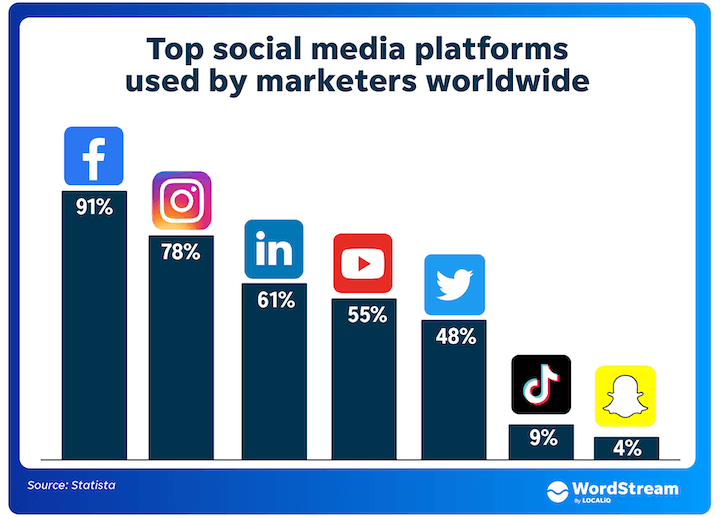 Top social media platforms
used by marketers worldwide
91%
78%
in
61%
55%
48%
9%
4%
Source: Statista
WordStream
By LOCALiQ